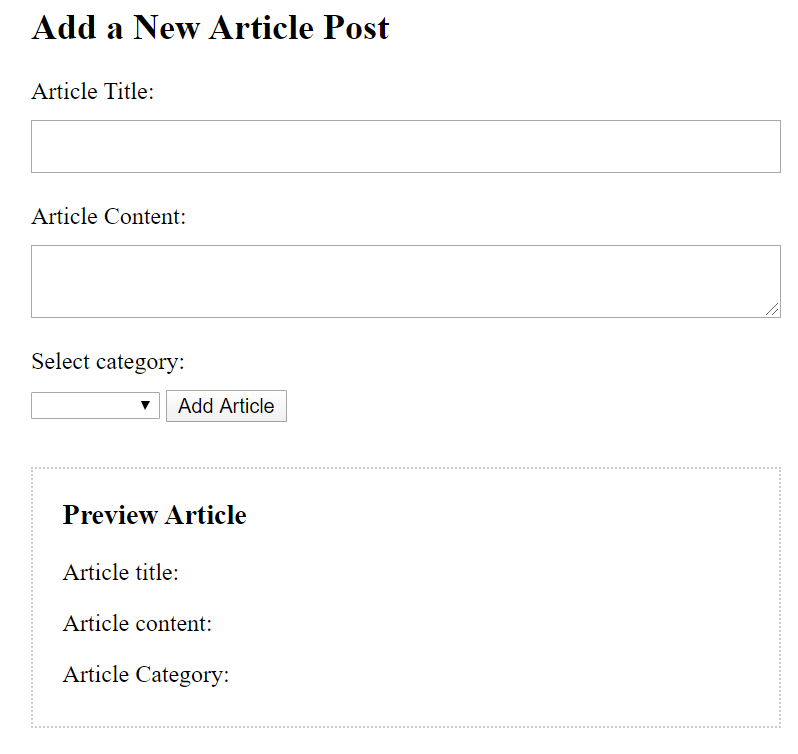 Add a New Article Post
Article Title:
Article Content:
Select category:
Add Article
Preview Article
Article title:
Article content:
Article Category: